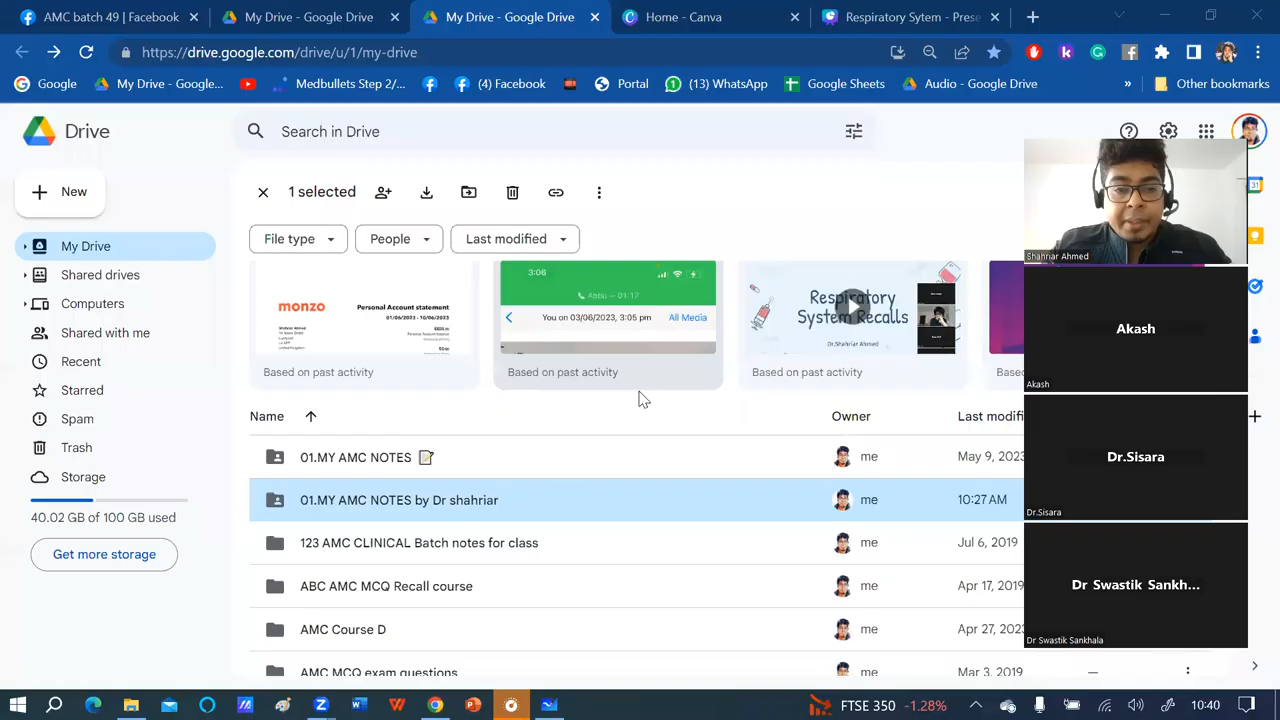 AMC batch 49 | Facebook
My Drive - Google Drive
My Drive - Google Drive
Home - Canva
Respiratory Sytem - Prese
https://drive.google.com/drive/u/1/my-drive
Google
My Drive - Google...
Medbullets Step 2/...
(4) Facebook
Portal
(13) WhatsApp
Google Sheets
Audio - Google Driv...
»
Other bookmarks
Drive
Search in Drive
New
1 selected
File type
People
Last modified
My Drive
Shared drives
Computers
Shared with me
Recent
Starred
Spam
Trash
Storage
40.02 GB of 100 GB used
Get more storage
monzo
Personal Account statement
Based on past activity
3:06
Abbu — 01:17
You on 03/06/2023, 3:05 pm
All Media
Based on past activity
Respiratory
System Recalls
Dr.Shahriar Ahmed
Based on past activity
Base
Name
Owner
Last modifi
01.MY AMC NOTES
me
May 9, 2023
01.MY AMC NOTES by Dr shahriar
me
10:27 AM
123 AMC CLINICAL Batch notes for class
me
Jul 6, 2019
ABC AMC MCQ Recall course
me
Apr 17, 2019
AMC Course D
me
Apr 27, 2023
AMC MCQ exam questions
me
Mar 3, 2019
31
Shahriar Ahmed
Akash
Akash
Dr.Sisara
Dr.Sisara
Dr Swastik Sankh...
Dr Swastik Sankhala
FTSE 350 -1.28%
10:40